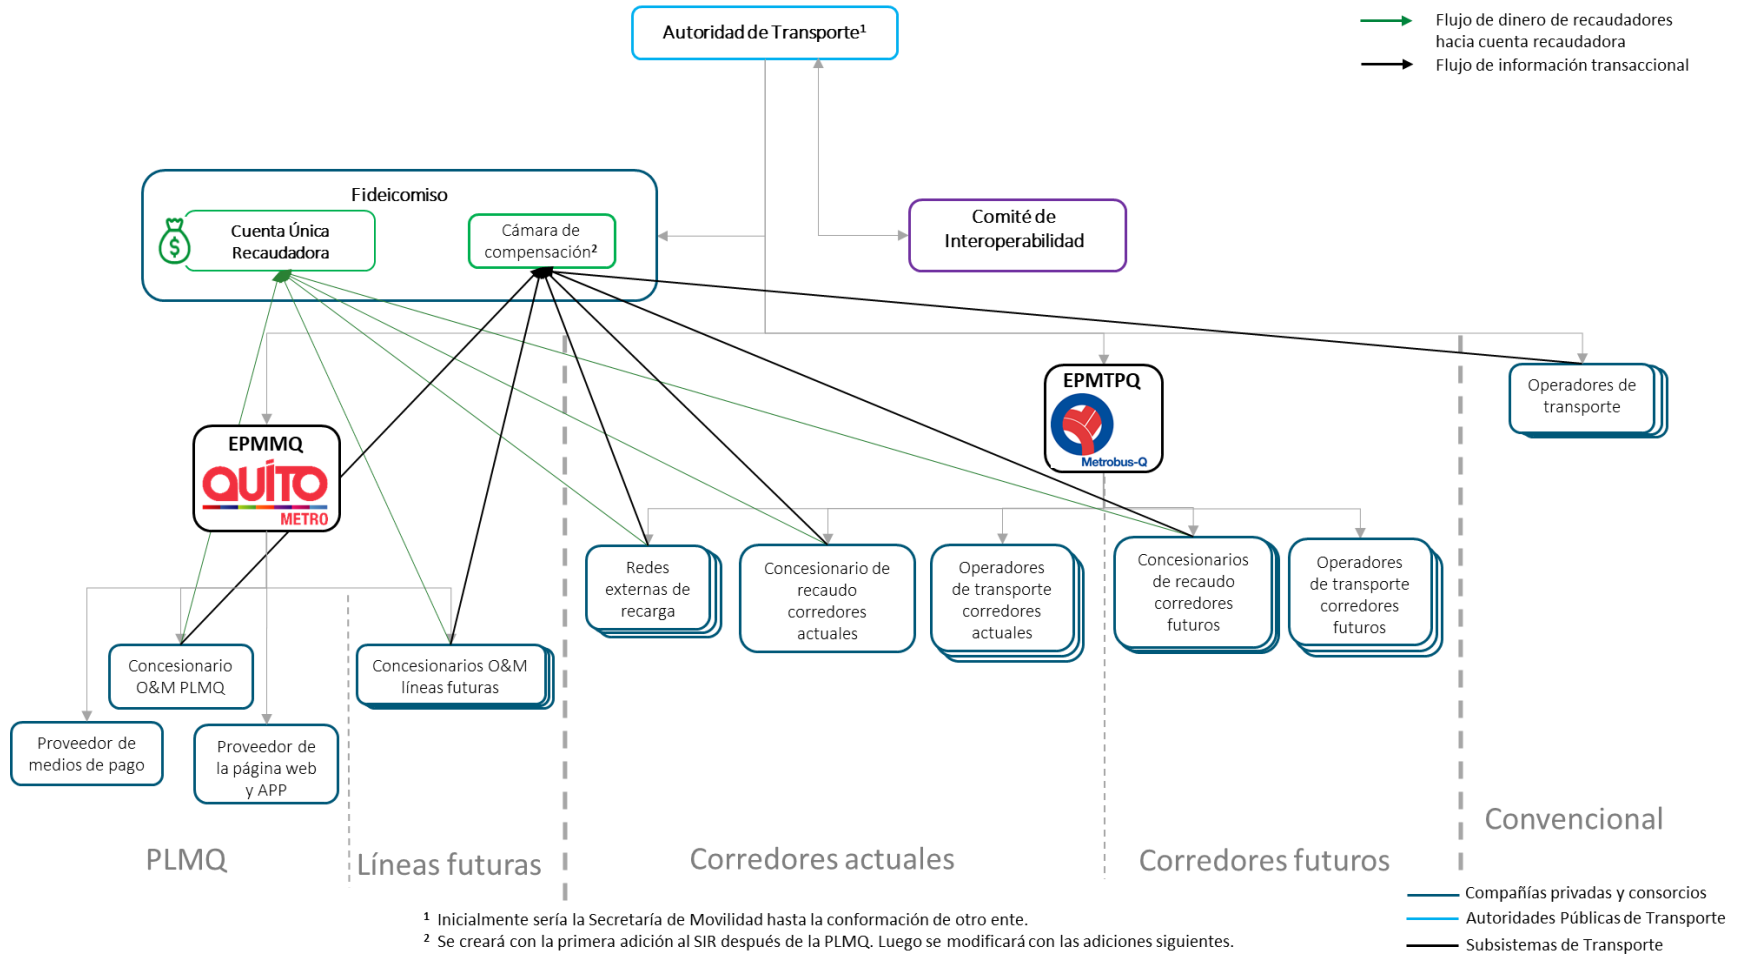 Autoridad de Transporte¹
Flujo de dinero de recaudadores
hacia cuenta recaudadora
Flujo de información transaccional
Fideicomiso
$
Cuenta Única
Recaudadora
Cámara de
compensación²
Comité de
Interoperabilidad
EPMMQ
QUÍTO
METRO
EPMTPQ
Metrobus-Q
Operadores de
transporte
Redes
externas de
recarga
Concesionario de
recaudo
corredores
actuales
Operadores
de transporte
corredores
actuales
Concesionarios
de recaudo
corredores
futuros
Operadores
de transporte
corredores
futuros
Concesionario
O&M PLMQ
Concesionarios O&M
líneas futuras
Proveedor de
medios de pago
Proveedor de
la página web
y APP
PLMQ
Líneas futuras
Corredores actuales
Corredores futuros
Convencional
Compañías privadas y consorcios
Autoridades Públicas de Transporte
Subsistemas de Transporte
¹ Inicialmente sería la Secretaría de Movilidad hasta la conformación de otro ente.
² Se creará con la primera adición al SIR después de la PLMQ. Luego se modificará con las adiciones siguientes.